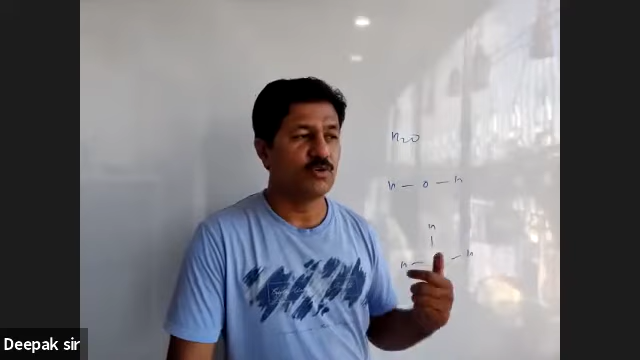 H2O
H — O — H
H
H — — H
Deepak sir